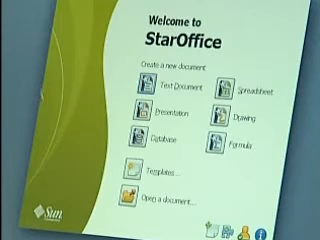 Welcome to
StarOffice
Create a new document
Text Document
Spreadsheet
Presentation
Drawing
Database
Formula
Templates...
Open a document...
Sun